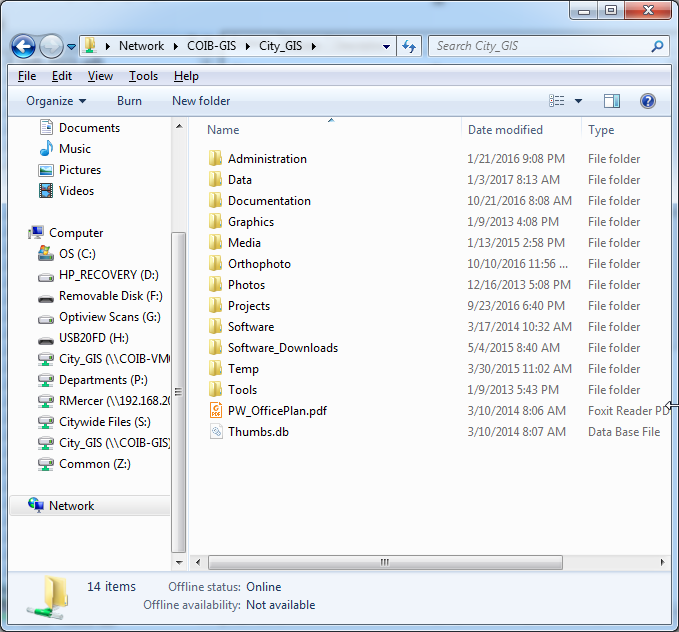 Network COIB-GIS City_GIS
Search City_GIS
File Edit View Tools Help
Organize Burn New folder
Documents
Music
Pictures
Videos
Computer
OS (C:)
HP_RECOVERY (D:)
Removable Disk (F:)
Optiview Scans (G:)
USB20FD (H:)
City_GIS (\\COIB-VM
Departments (P:)
RMercer (\\192.168.20
Citywide Files (S:)
City_GIS (\\COIB-GIS)
Common (Z:)
Network
Name Date modified Type
Administration 1/21/2016 9:08 PM File folder
Data 1/3/2017 8:13 AM File folder
Documentation 10/21/2016 8:08 AM File folder
Graphics 1/9/2013 4:08 PM File folder
Media 1/13/2015 2:58 PM File folder
Orthophoto 10/10/2016 11:56 ... File folder
Photos 12/16/2013 5:08 PM File folder
Projects 9/23/2016 6:40 PM File folder
Software 3/17/2014 10:32 AM File folder
Software_Downloads 5/4/2015 8:40 AM File folder
Temp 3/30/2015 11:02 AM File folder
Tools 1/9/2013 5:43 PM File folder
PW_OfficePlan.pdf 3/10/2014 8:06 AM Foxit Reader PD
Thumbs.db 3/10/2014 8:07 AM Data Base File
14 items Offline status: Online
Offline availability: Not available